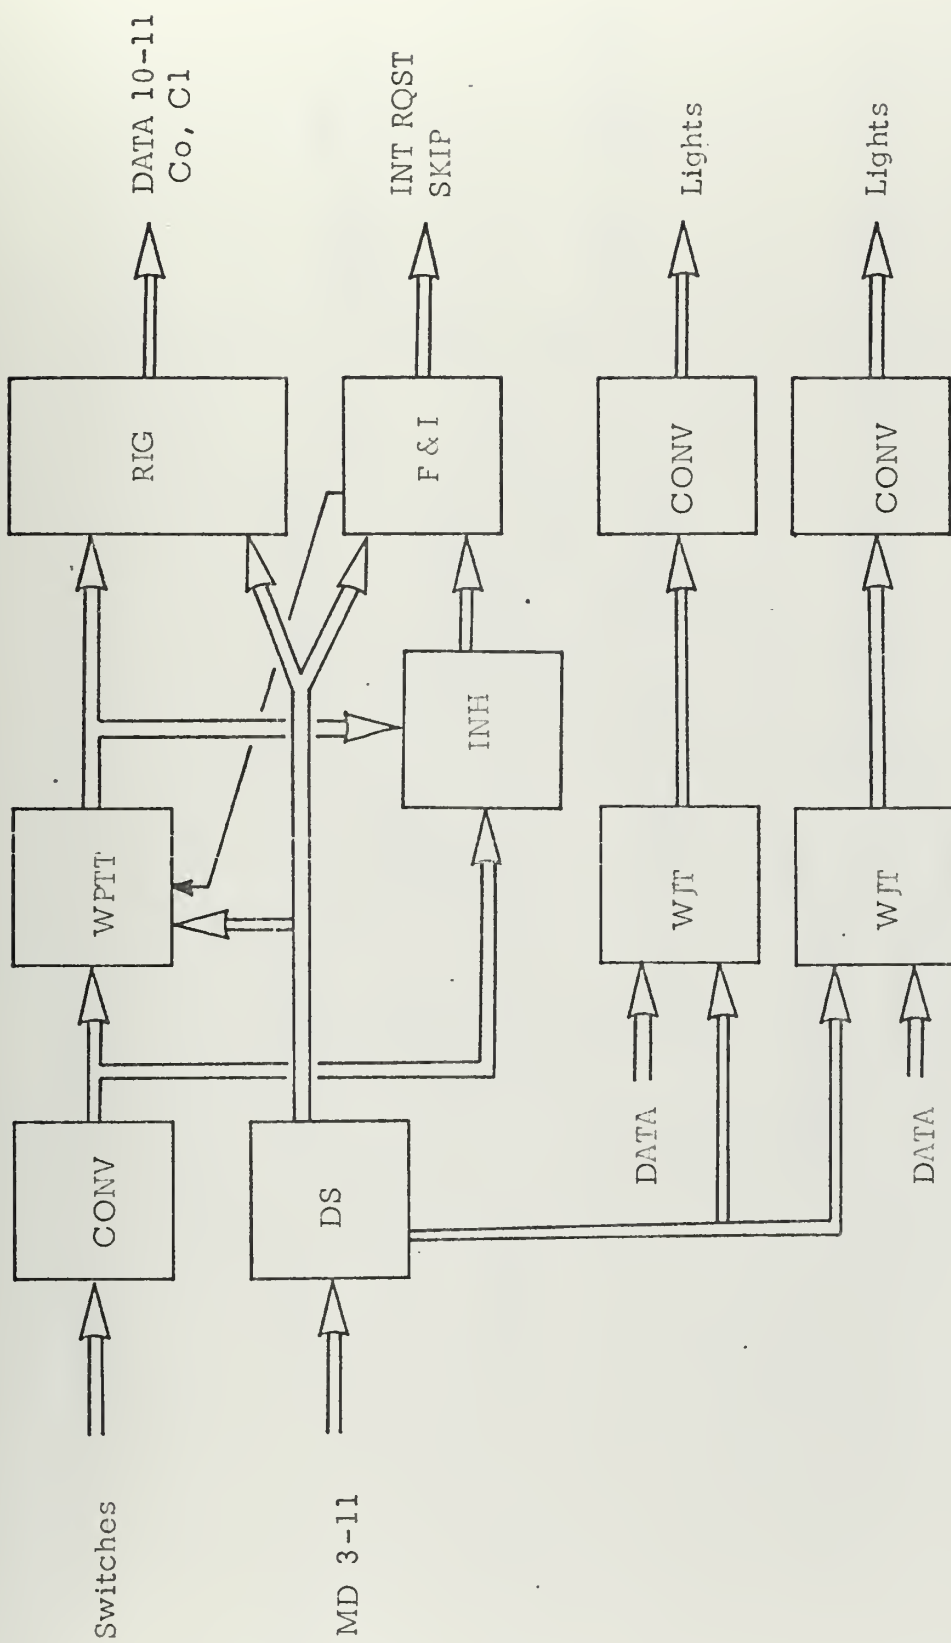 Switches
CONV
WPTT
RIG
DATA 10-11
Co, C1
MD 3-11
DS
INH
F & I
INT RQST
SKIP
DATA
WJT
CONV
Lights
DATA
WJT
CONV
Lights